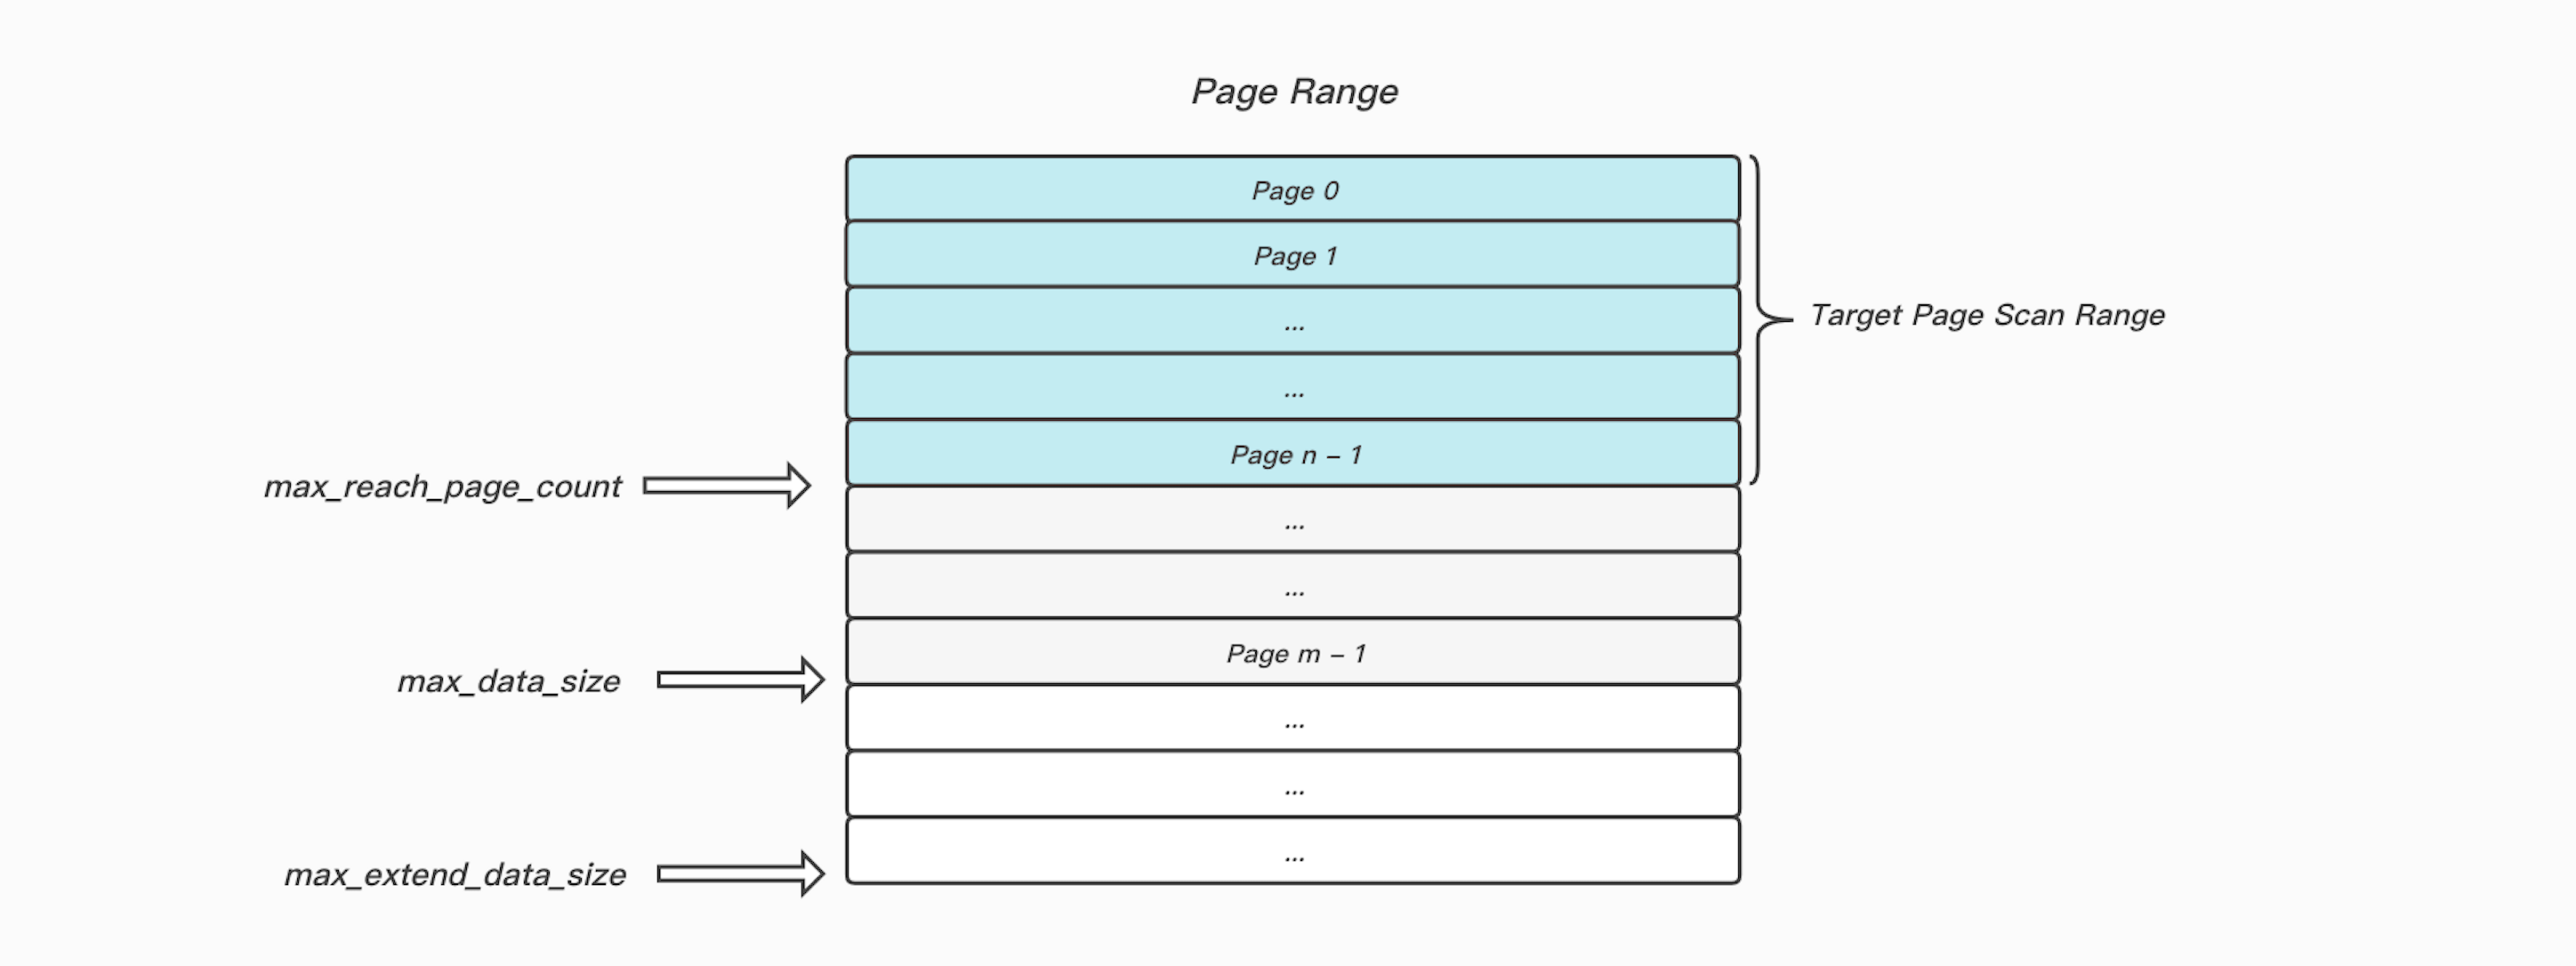 Page Range
Page 0
Page 1
...
Target Page Scan Range
...
Page n – 1
max_reach_page_count
...
...
Page m – 1
max_data_size
...
...
...
max_extend_data_size